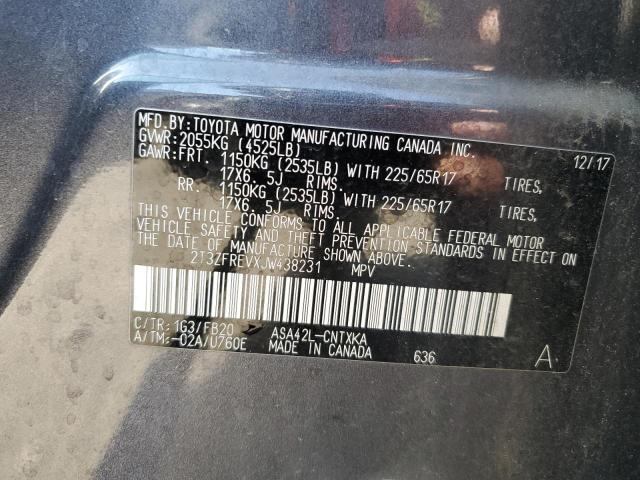 MFD.BY:TOYOTA MOTOR MANUFACTURING CANADA INC.
GVWR:2055KG (4525LB) 12/17
GAWR:FRT. 1150KG (2535LB) WITH 225/65R17 TIRES,
17X6. 5J RIMS.
RR: 1150KG (2535LB) WITH 225/65R17 TIRES,
17X6. 5J RIMS.
THIS VEHICLE CONFORMS TO ALL APPLICABLE FEDERAL MOTOR
VEHICLE SAFETY AND THEFT PREVENTION STANDARDS IN EFFECT ON
THE DATE OF MANUFACTURE SHOWN ABOVE.
2T3ZFREVXJW438231 MPV
C/TR:1G3/FB20 ASA42L-CNTXKA
A/TM:-02A/U760E MADE IN CANADA 636 A